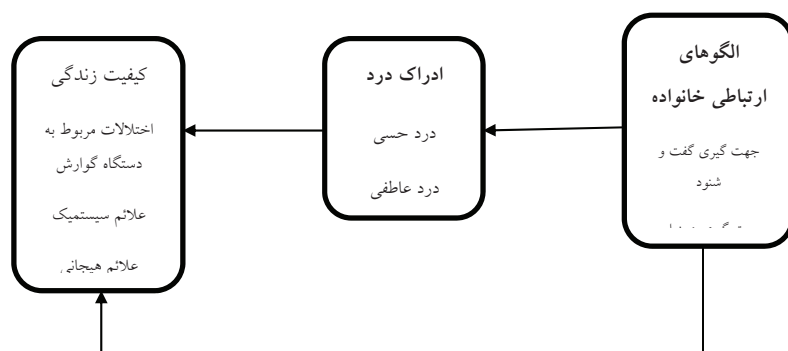 الگوهای
ارتباطی خانواده
جهت گیری گفت و
شنود
ادراک درد
درد حسی
درد عاطفی
کیفیت زندگی
اختلالات مربوط به
دستگاه گوارش
علائم سیستمیک
علائم هیجانی